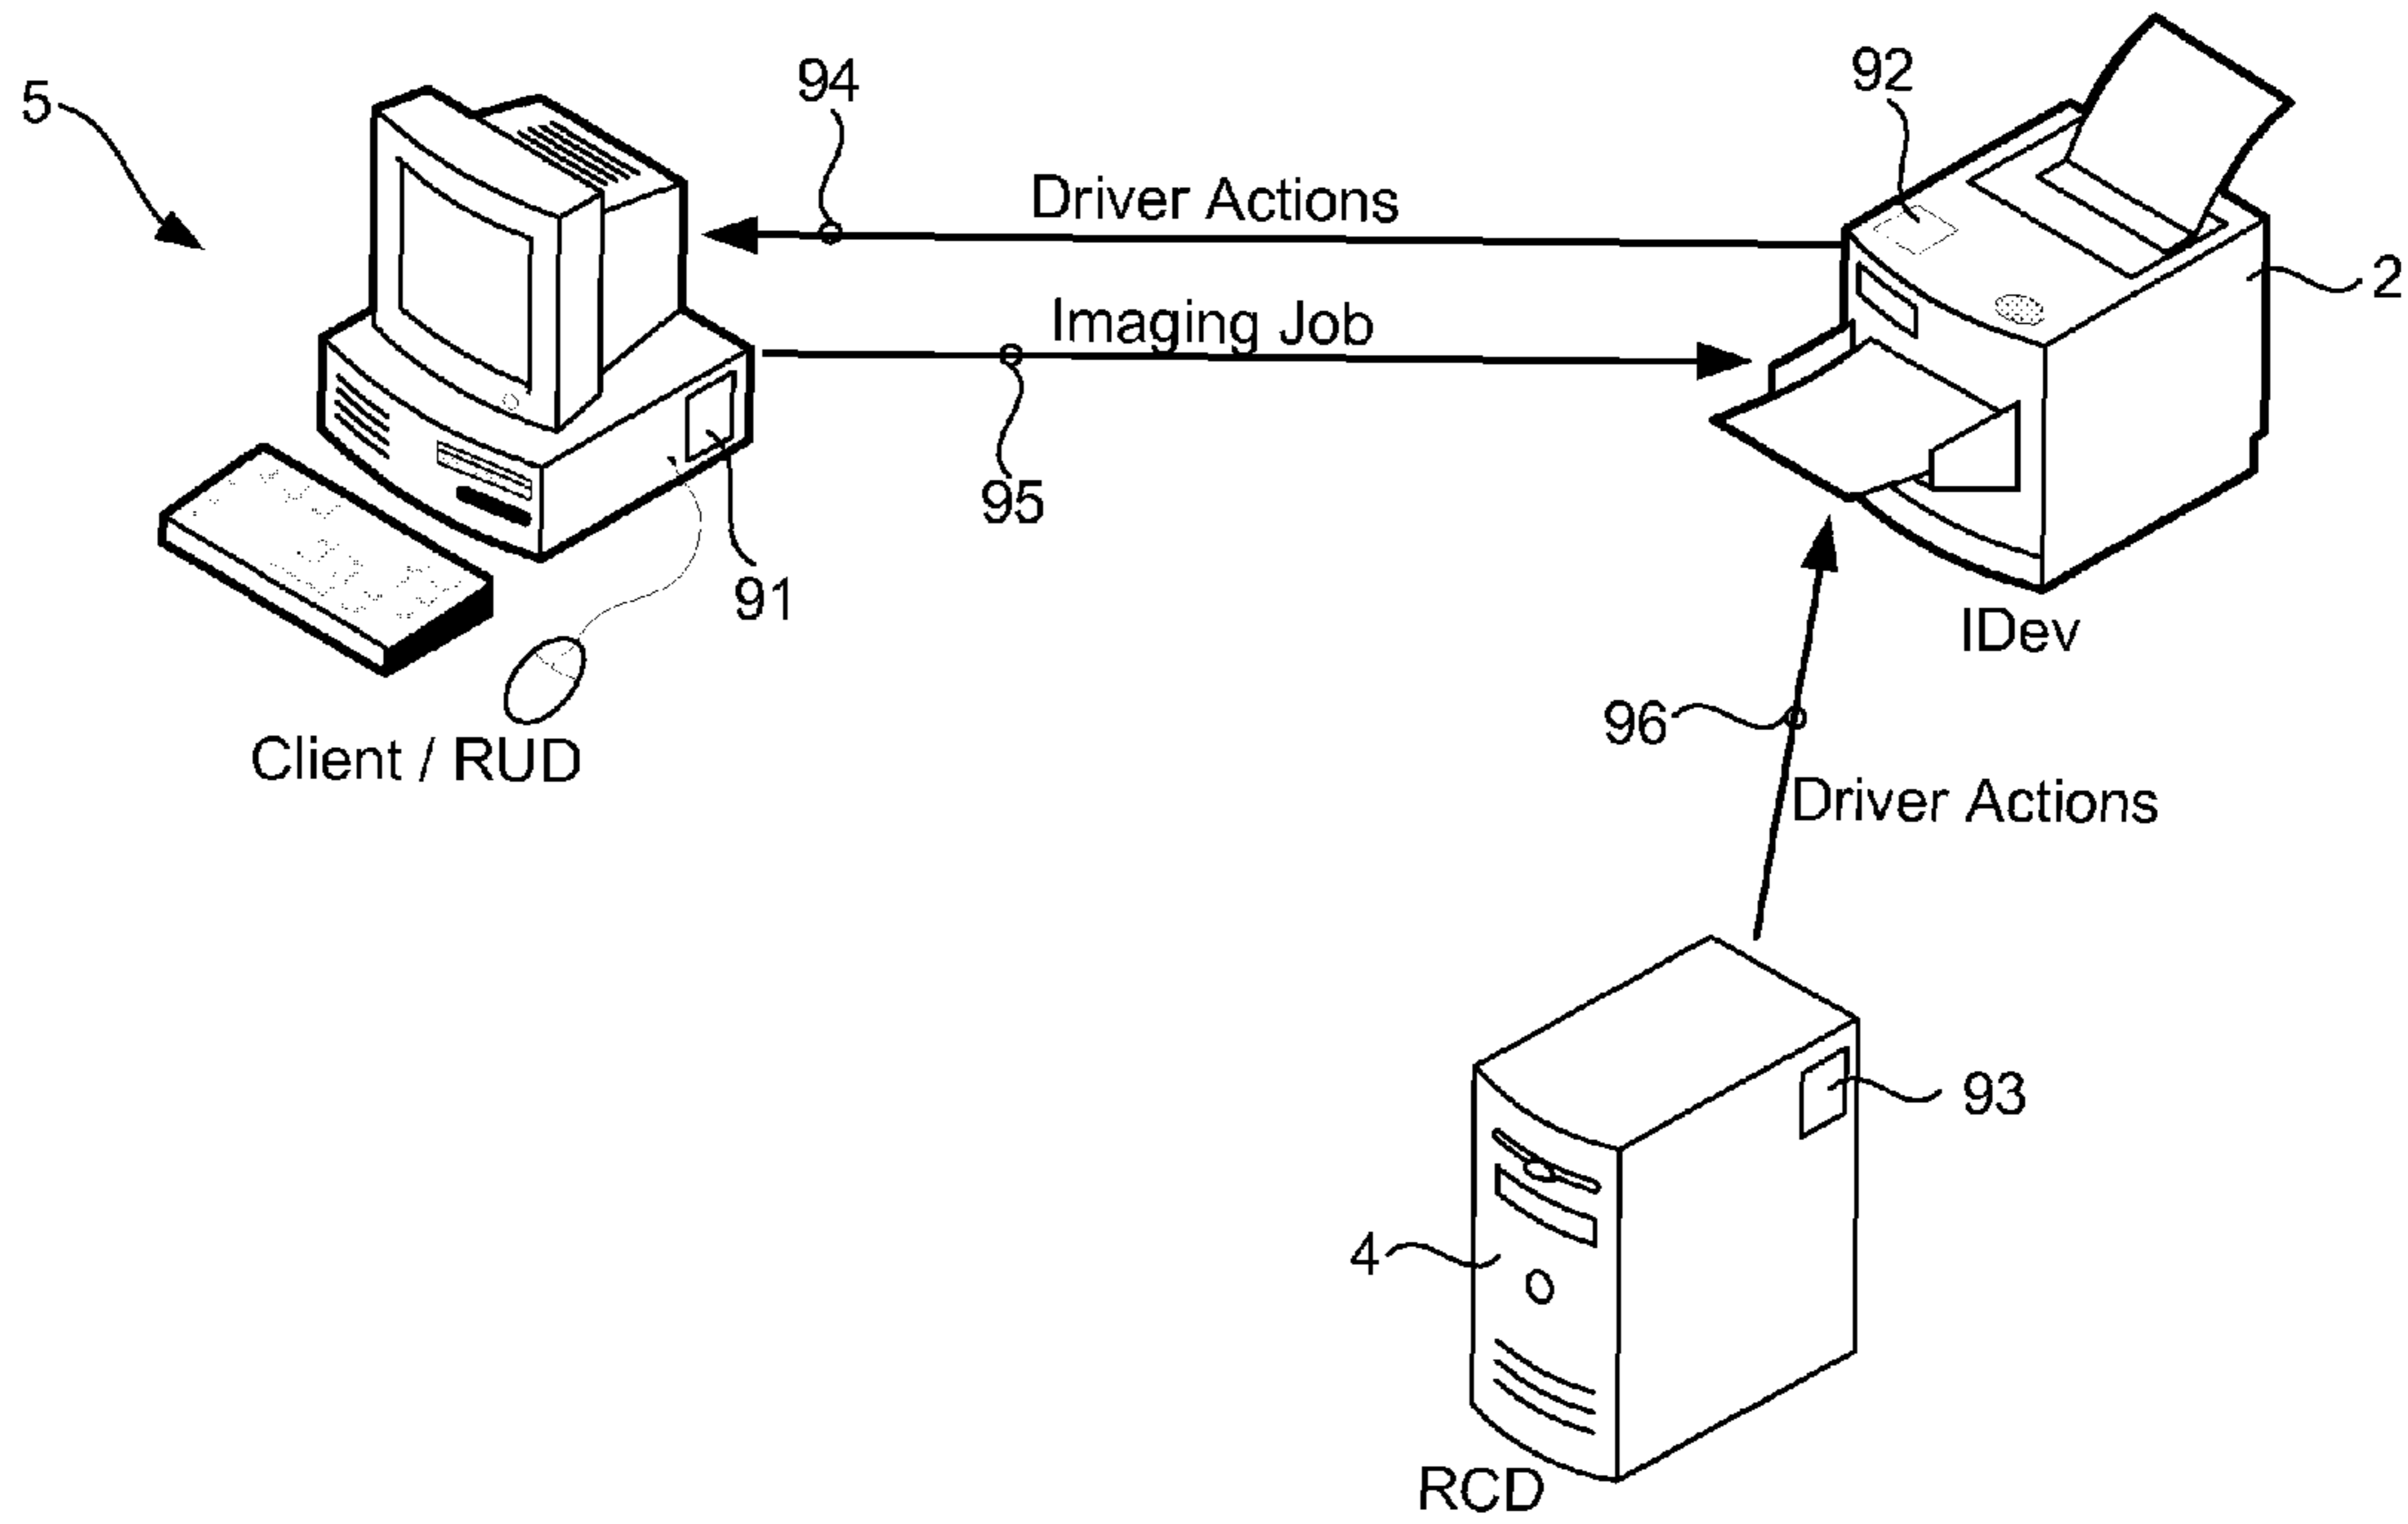 5
94
92
Driver Actions
2
Imaging Job
95
91
IDev
96
Client / RUD
Driver Actions
93
4
RCD